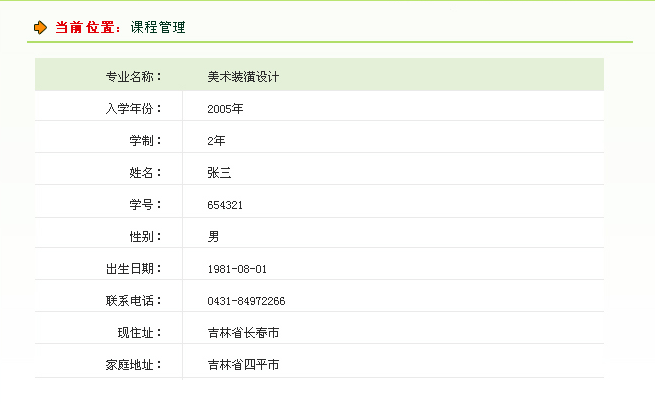 当前位置：课程管理
专业名称： 美术装潢设计
入学年份： 2005年
学制： 2年
姓名： 张三
学号： 654321
性别： 男
出生日期： 1981-08-01
联系电话： 0431-84972266
现住址： 吉林省长春市
家庭地址： 吉林省四平市